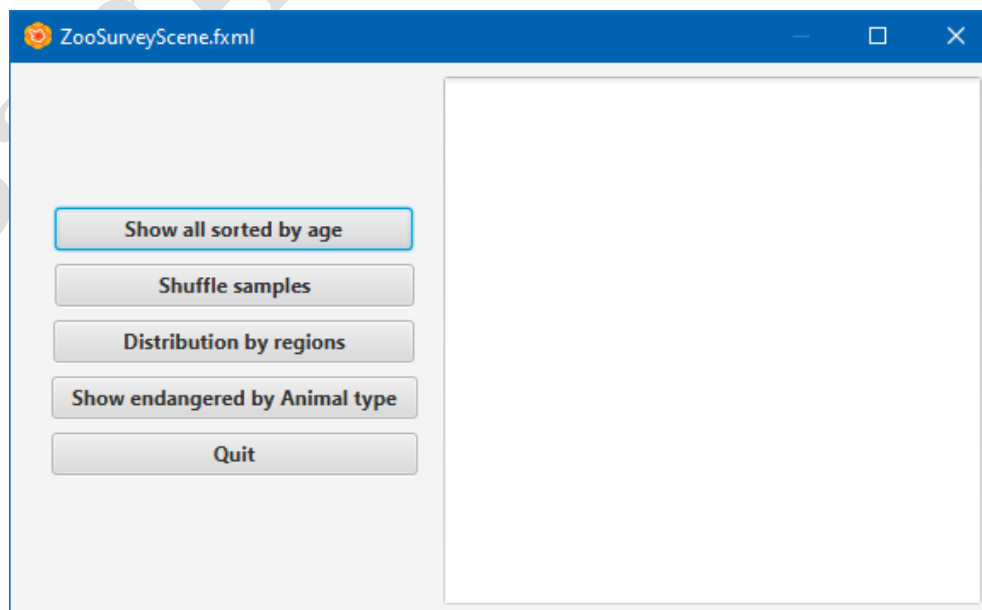 ZooSurveyScene.fxml
Show all sorted by age
Shuffle samples
Distribution by regions
Show endangered by Animal type
Quit